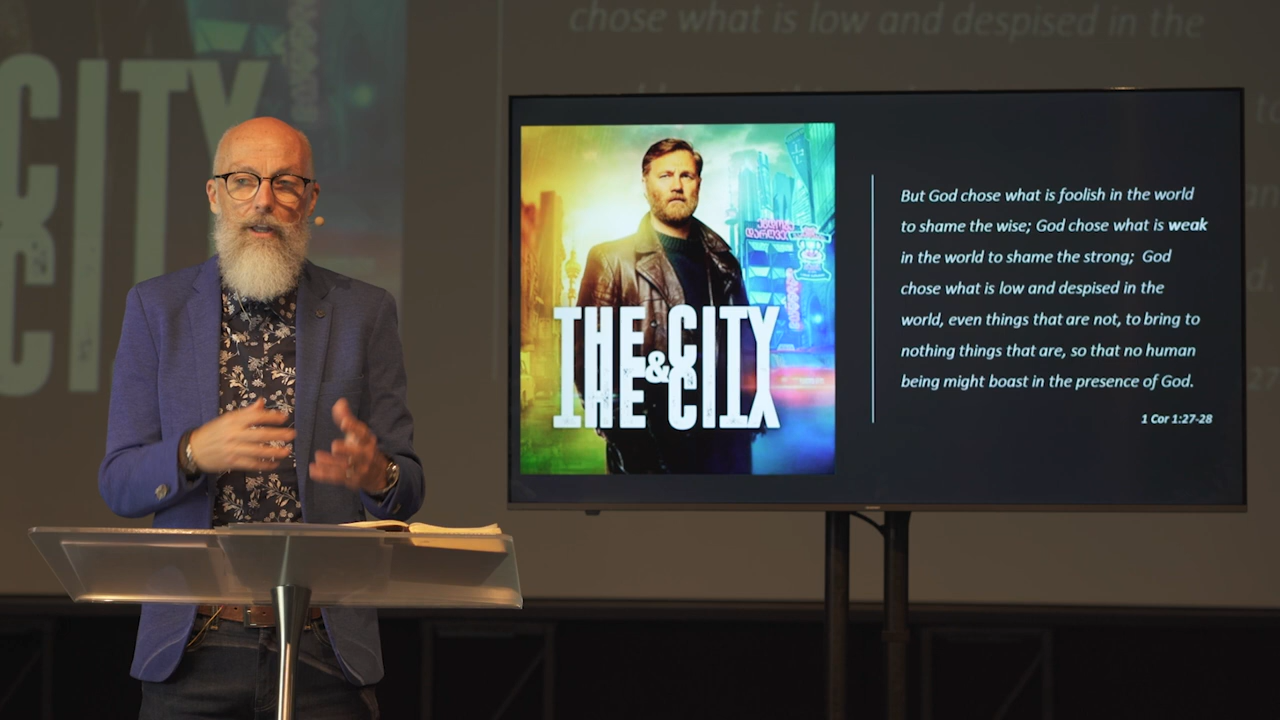 chose what is low and despised in the
CITY
THE CITY
&
THE CITY
But God chose what is foolish in the world
to shame the wise; God chose what is weak
in the world to shame the strong;  God
chose what is low and despised in the
world, even things that are not, to bring to
nothing things that are, so that no human
being might boast in the presence of God.
1 Cor 1:27-28